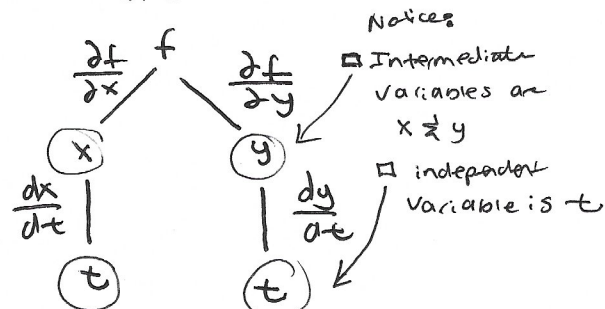 Notice:
f
∂f/∂x
∂f/∂y
□ Intermediate
variables are
x & y
x
y
□ independent
variable is t
dx/dt
dy/dt
t
t